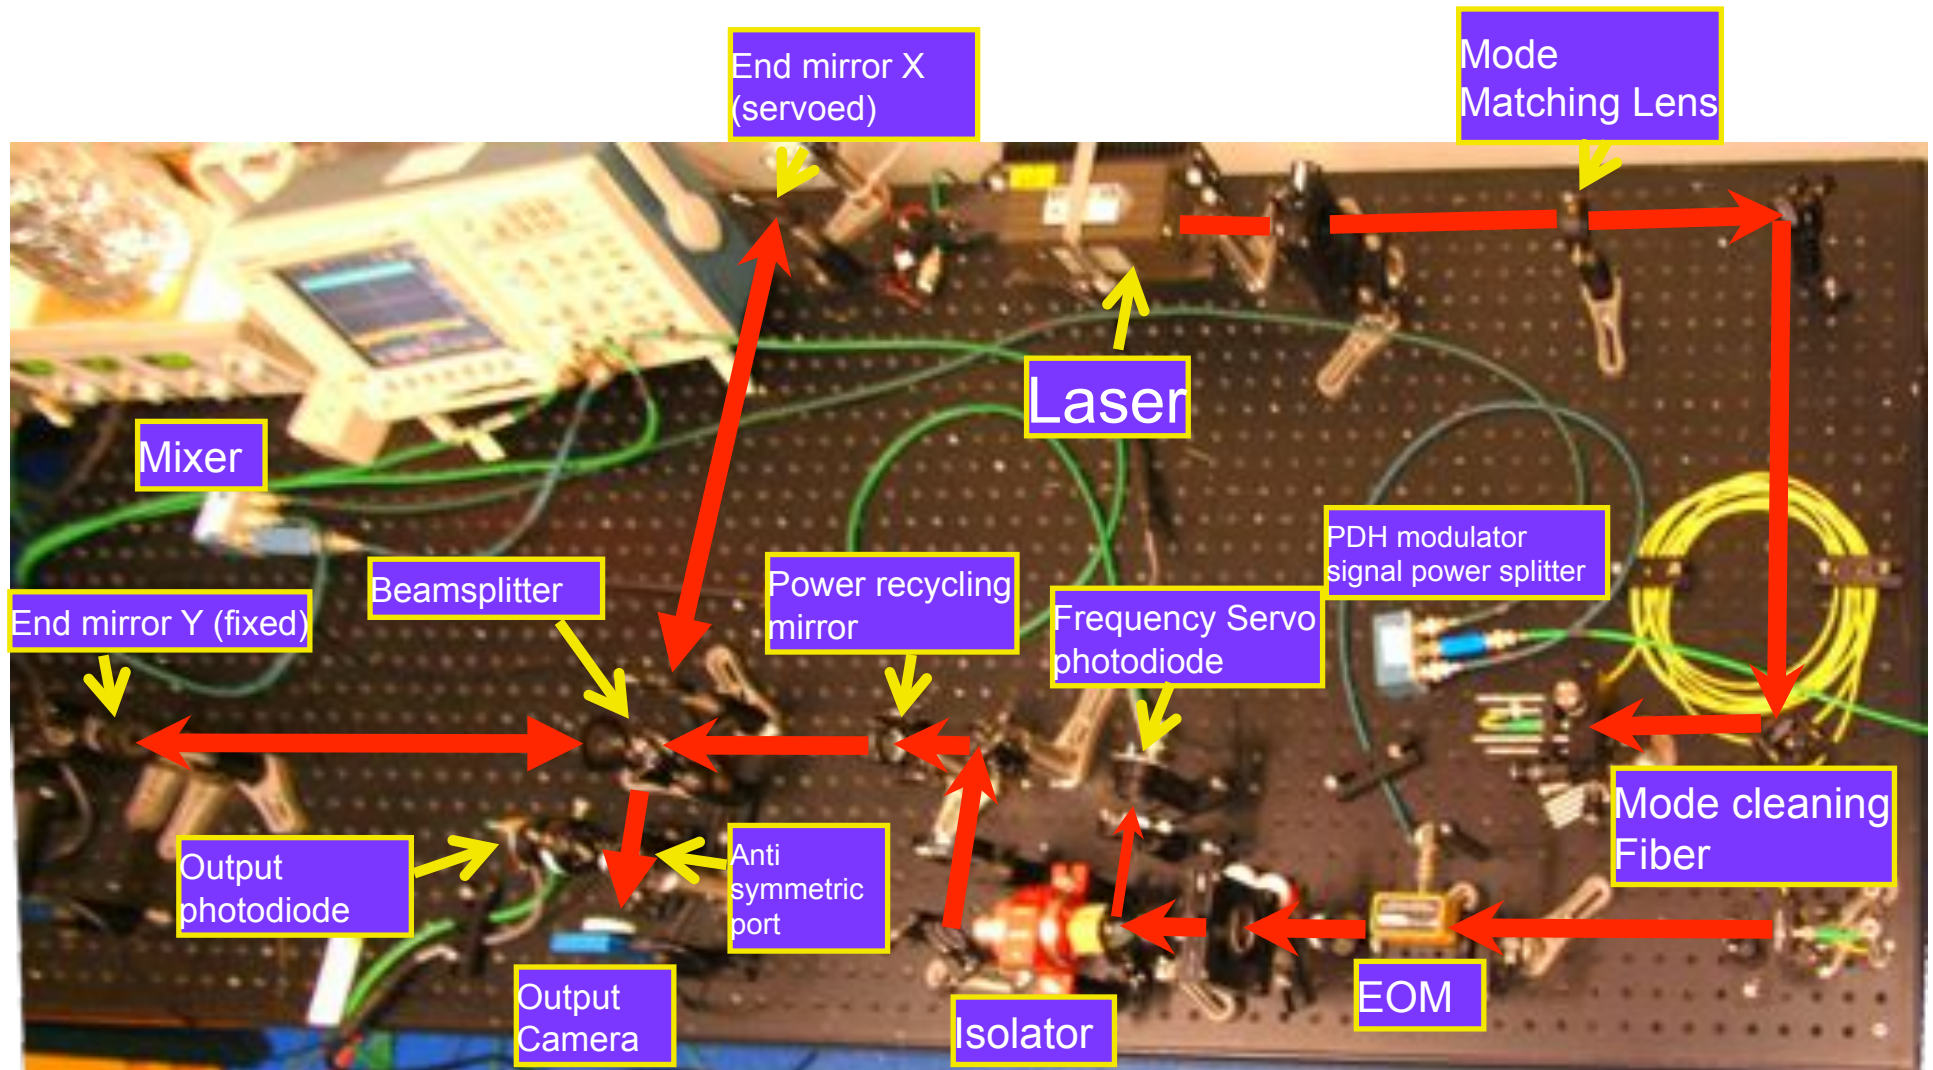 End mirror X
(servoed)
Mode
Matching Lens
Laser
Mixer
PDH modulator
signal power splitter
Beamsplitter
Power recycling
mirror
End mirror Y (fixed)
Frequency Servo
photodiode
Mode cleaning
Fiber
Output
photodiode
Anti
symmetric
port
Output
Camera
Isolator
EOM